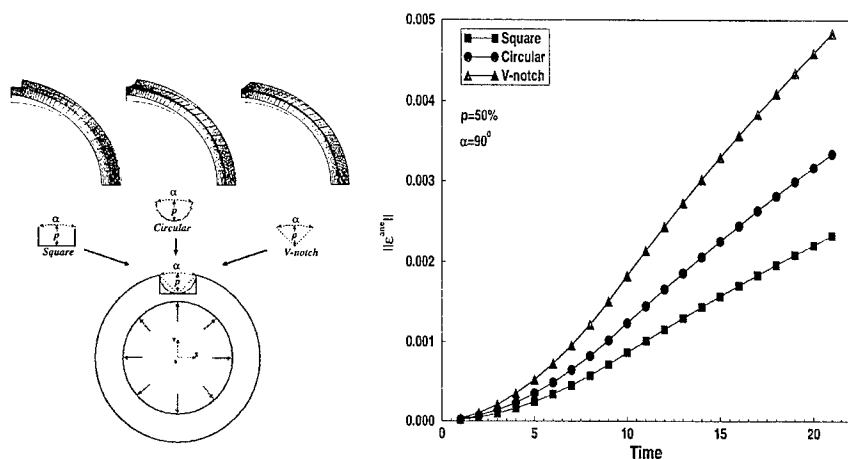 α
p
Square
α
p
Circular
α
p
V-notch
α
p
||ε^ane||
0.005
0.004
0.003
0.002
0.001
0.000
Square
Circular
V-notch
p=50%
α=90⁰
0
5
10
15
20
Time